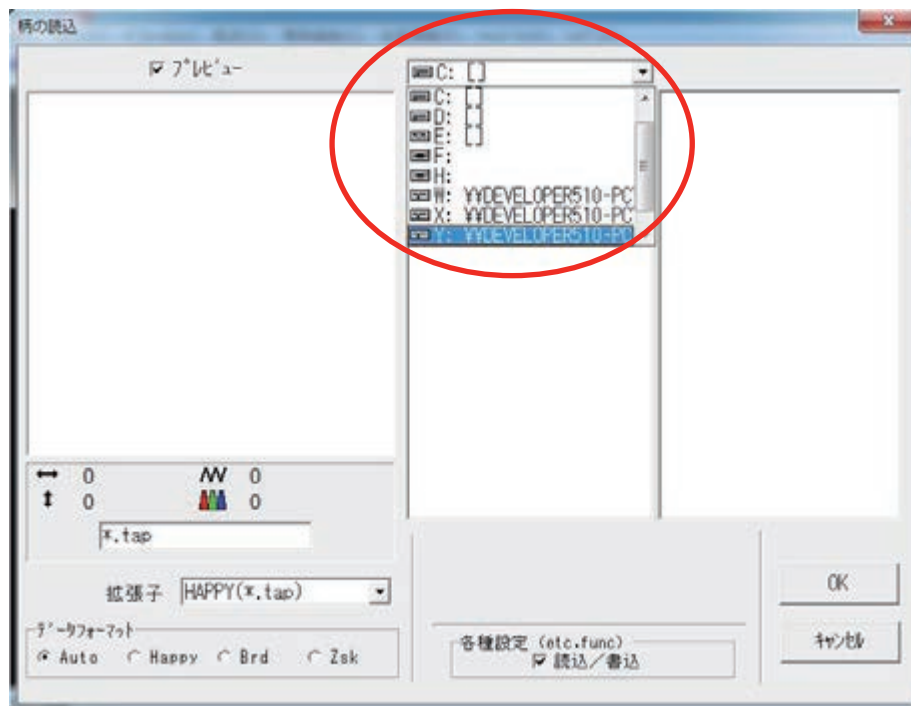 柄の読込
プレビュー
C: []
C: []
D: []
E: []
F:
H:
W: ¥¥DEVELOPER510-PC
X: ¥¥DEVELOPER510-PC
Y: ¥¥DEVELOPER510-PC
0
0
0
0
*.tap
拡張子 HAPPY(*.tap)
データフォーマット
Auto Happy Brd Zsk
各種設定 (etc.func)
読込/書込
OK
キャンセル